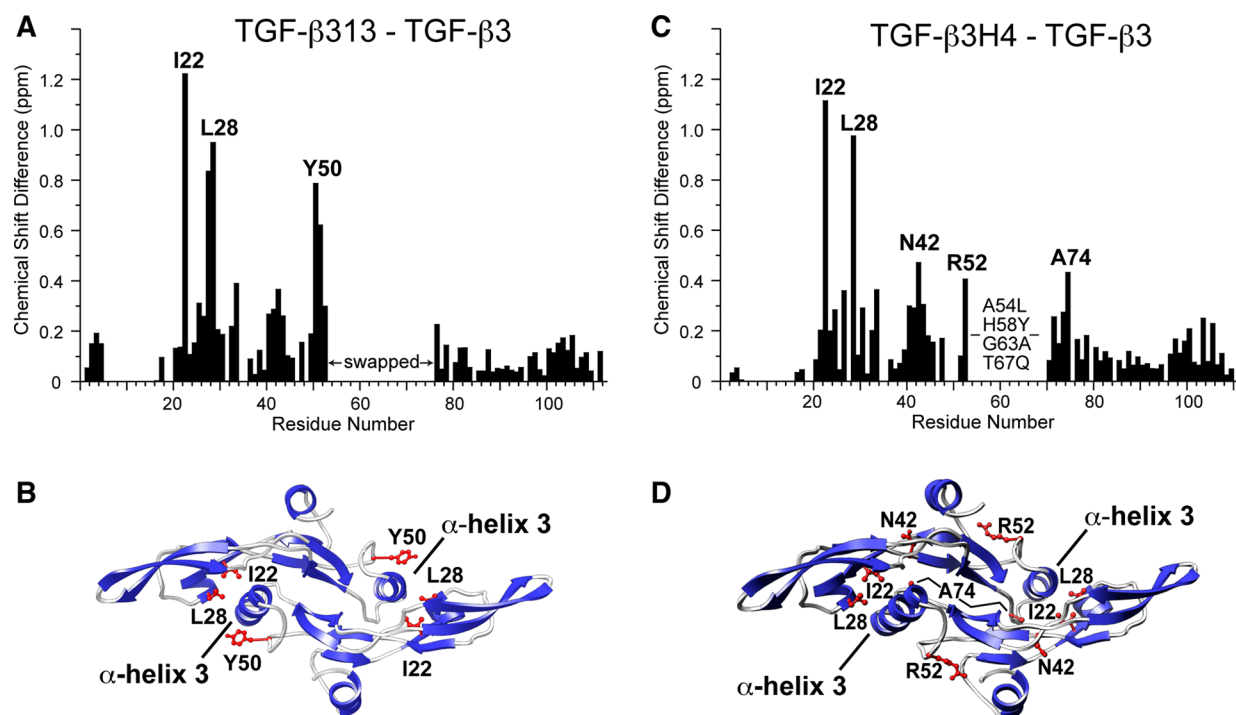 A
TGF-β313 - TGF-β3
Chemical Shift Difference (ppm)
1.2
1.0
0.8
0.6
0.4
0.2
0
I22
L28
Y50
←swapped→
20
40
60
80
100
Residue Number
C
TGF-β3H4 - TGF-β3
Chemical Shift Difference (ppm)
1.2
1.0
0.8
0.6
0.4
0.2
0
I22
L28
N42
R52
A74
A54L
H58Y
G63A
T67Q
20
40
60
80
100
Residue Number
B
Y50
α-helix 3
I22
L28
L28
Y50
I22
α-helix 3
D
N42
R52
α-helix 3
L28
I22
A74
I22
L28
R52
N42
α-helix 3